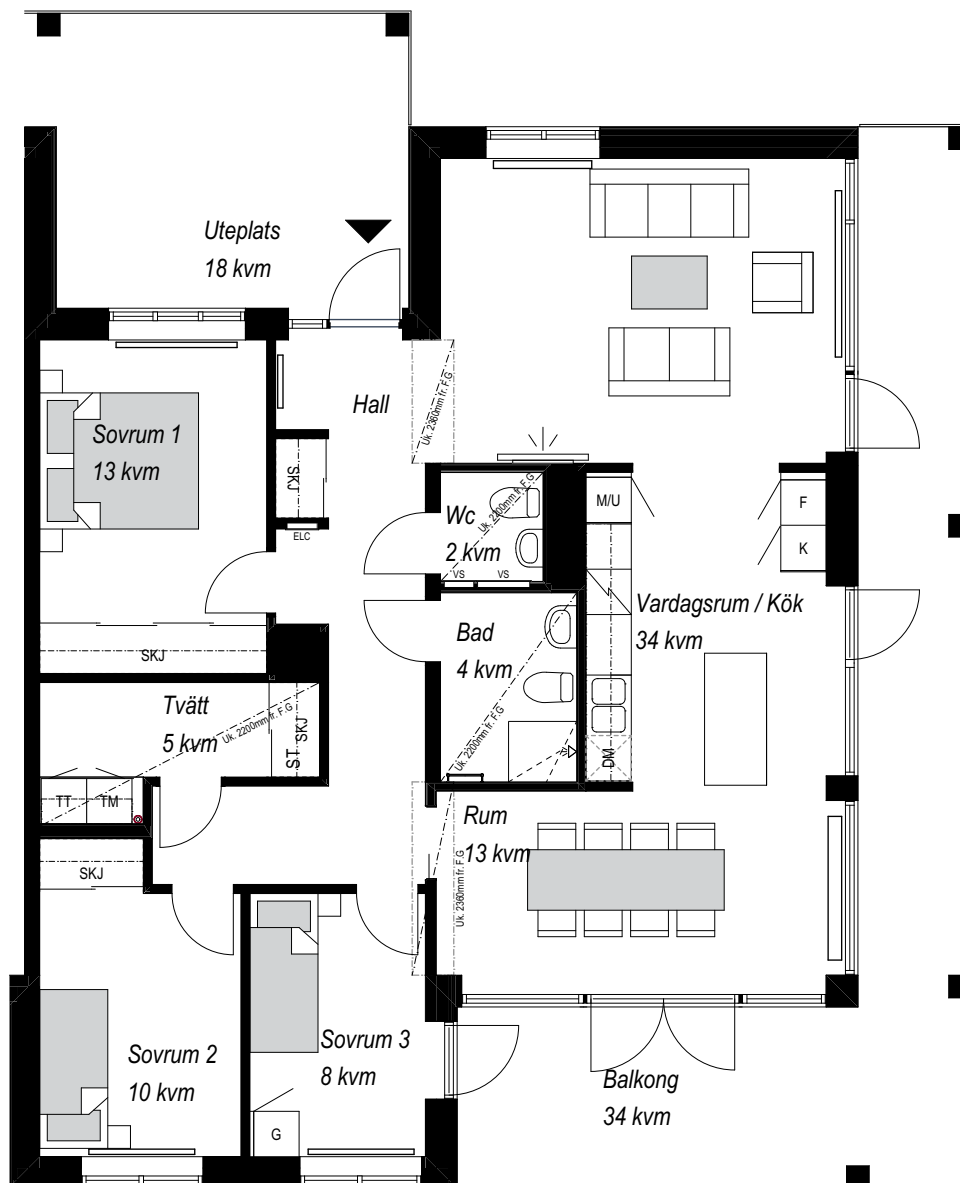 Uteplats
18 kvm
Hall
Uk. 2360mm fr. F.G
Sovrum 1
13 kvm
SKJ
ELC
Wc
2 kvm
Uk. 2200mm fr. F.G
VS
VS
M/U
F
K
Vardagsrum / Kök
34 kvm
Bad
4 kvm
Uk. 2200mm fr. F.G
DM
SKJ
Tvätt
5 kvm
Uk. 2200mm fr. F.G
ST
SKJ
TT
TM
SKJ
Rum
13 kvm
Uk. 2360mm fr. F.G
Sovrum 2
10 kvm
Sovrum 3
8 kvm
G
Balkong
34 kvm